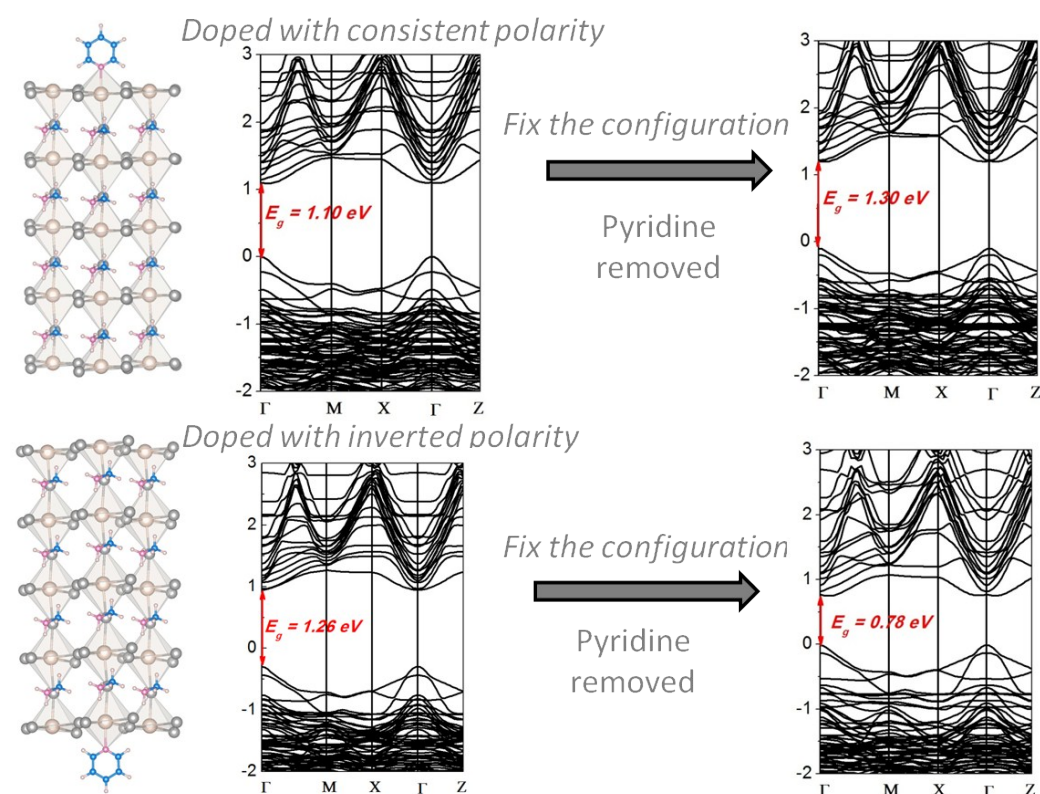 Doped with consistent polarity
3
2
1
0
-1
-2
E_g = 1.10 eV
Γ M X Γ Z
Fix the configuration
Pyridine
removed
3
2
1
0
-1
-2
E_g = 1.30 eV
Γ M X Γ Z
Doped with inverted polarity
3
2
1
0
-1
-2
E_g = 1.26 eV
Γ M X Γ Z
Fix the configuration
Pyridine
removed
3
2
1
0
-1
-2
E_g = 0.78 eV
Γ M X Γ Z